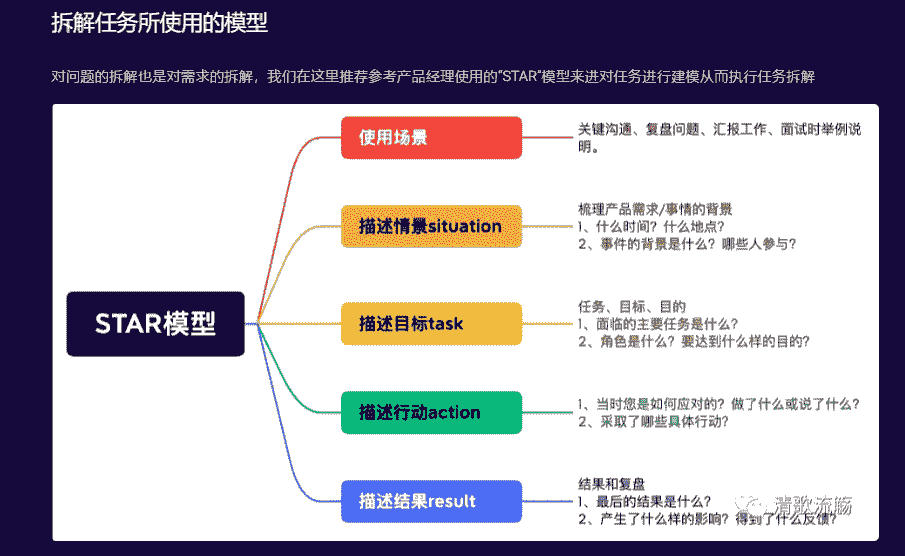 拆解任务所使用的模型
对问题的拆解也是对需求的拆解，我们在这里推荐参考产品经理使用的“STAR”模型来进对任务进行建模从而执行任务拆解
STAR模型
使用场景
关键沟通、复盘问题、汇报工作、面试时举例说
明。
描述情景situation
梳理产品需求/事情的背景
1、什么时间？什么地点？
2、事件的背景是什么？哪些人参与？
描述目标task
任务、目标、目的
1、面临的主要任务是什么？
2、角色是什么？要达到什么样的目的？
描述行动action
1、当时您是如何应对的？做了什么或说了什么？
2、采取了哪些具体行动？
描述结果result
结果和复盘
1、最后的结果是什么？
2、产生了什么样的影响？得到了什么反馈？
清歌流觞